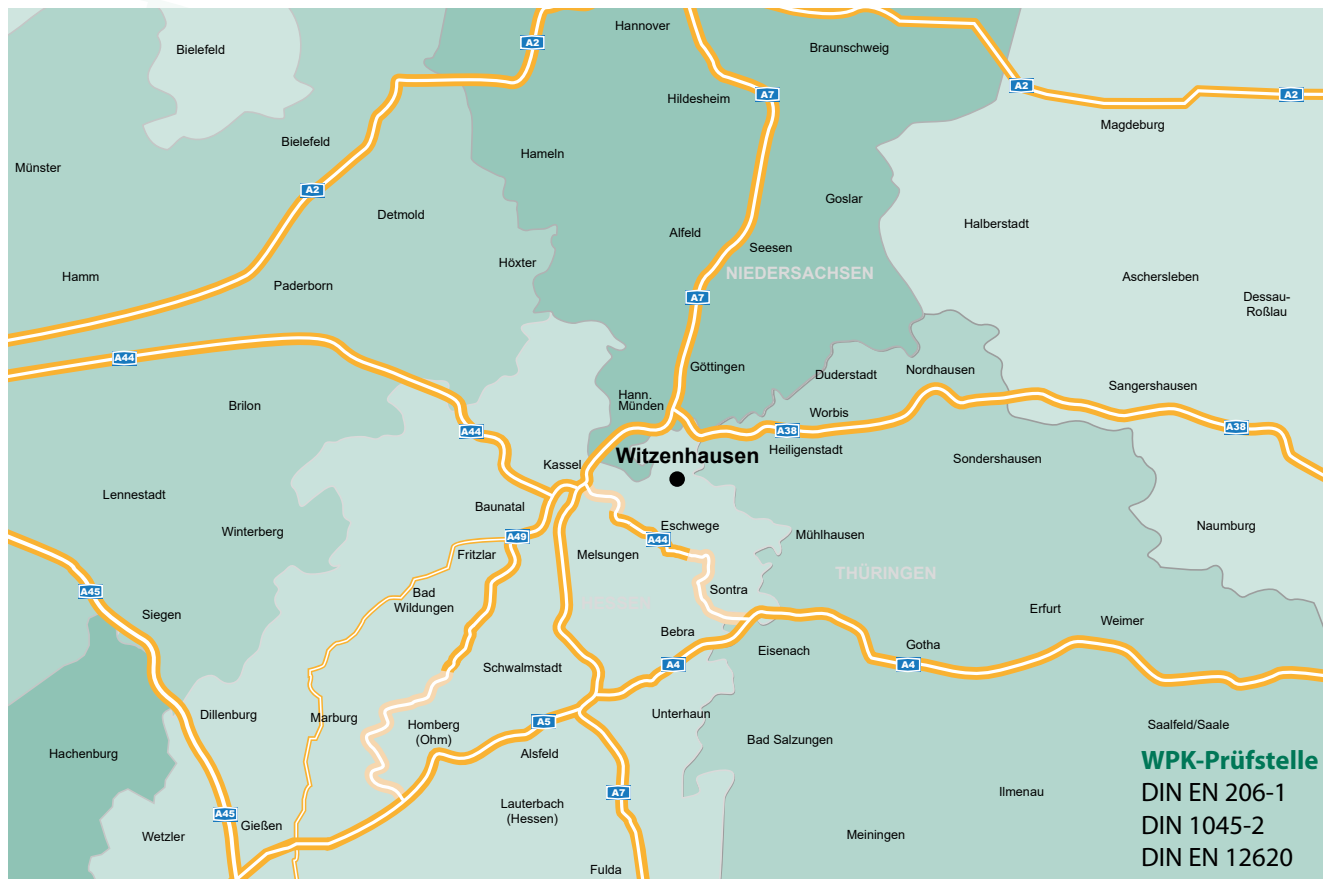 Hannover
Bielefeld
A2
Braunschweig
A2
A7
Hildesheim
A2
Magdeburg
Bielefeld
Hameln
Münster
A2
Goslar
Detmold
Halberstadt
Alfeld
Seesen
Höxter
NIEDERSACHSEN
Hamm
Aschersleben
Paderborn
Dessau-
Roßlau
A7
A44
Göttingen
Nordhausen
Duderstadt
Sangershausen
Hann.
Münden
Brilon
Worbis
A44
A38
A38
Heiligenstadt
Witzenhausen
Kassel
Sondershausen
Lennestadt
Baunatal
Eschwege
Naumburg
Winterberg
A49
A44
Mühlhausen
Fritzlar
Melsungen
THÜRINGEN
A45
Bad
Wildungen
Sontra
Siegen
Erfurt
Weimer
Bebra
Gotha
Eisenach
Schwalmstadt
A4
A4
Dillenburg
Marburg
Homberg
(Ohm)
A5
Unterhaun
Saalfeld/Saale
Hachenburg
Alsfeld
Bad Salzungen
WPK-Prüfstelle
A7
Ilmenau
DIN EN 206-1
Lauterbach
(Hessen)
A45
Gießen
DIN 1045-2
Wetzler
Meiningen
DIN EN 12620
Fulda